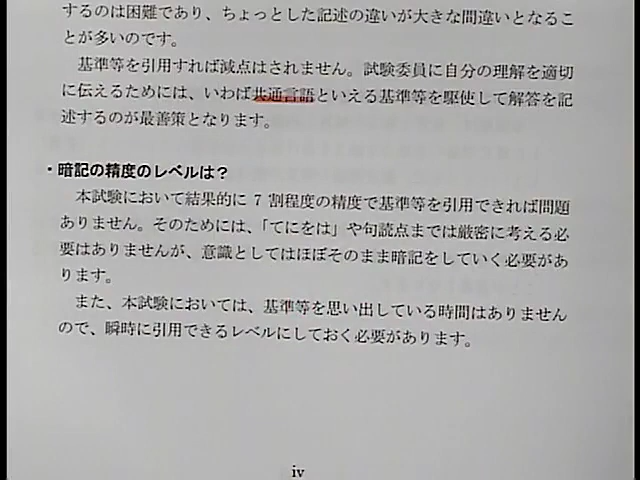 するのは困難であり、ちょっとした記述の違いが大きな間違いとなるこ
とが多いのです。
基準等を引用すれば減点はされません。試験委員に自分の理解を適切
に伝えるためには、いわば共通言語といえる基準等を駆使して解答を記
述するのが最善策となります。
・暗記の精度のレベルは？
本試験において結果的に 7 割程度の精度で基準等を引用できれば問題
ありません。そのためには、「てにをは」や句読点までは厳密に考える必
要はありませんが、意識としてはほぼそのまま暗記をしていく必要があ
ります。
また、本試験においては、基準等を思い出している時間はありません
ので、瞬時に引用できるレベルにしておく必要があります。
iv